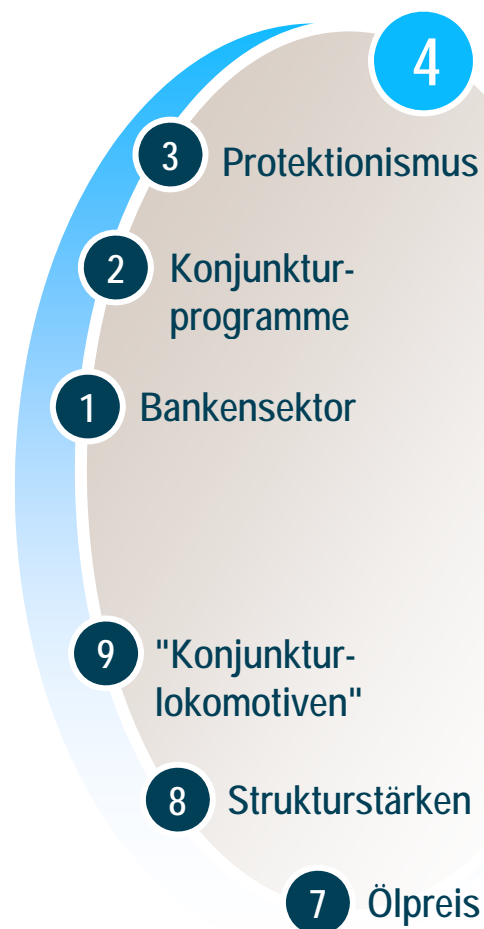 4
3 Protektionismus
2 Konjunktur-
programme
1 Bankensektor
9 "Konjunktur-
lokomotiven"
8 Strukturstärken
7 Ölpreis